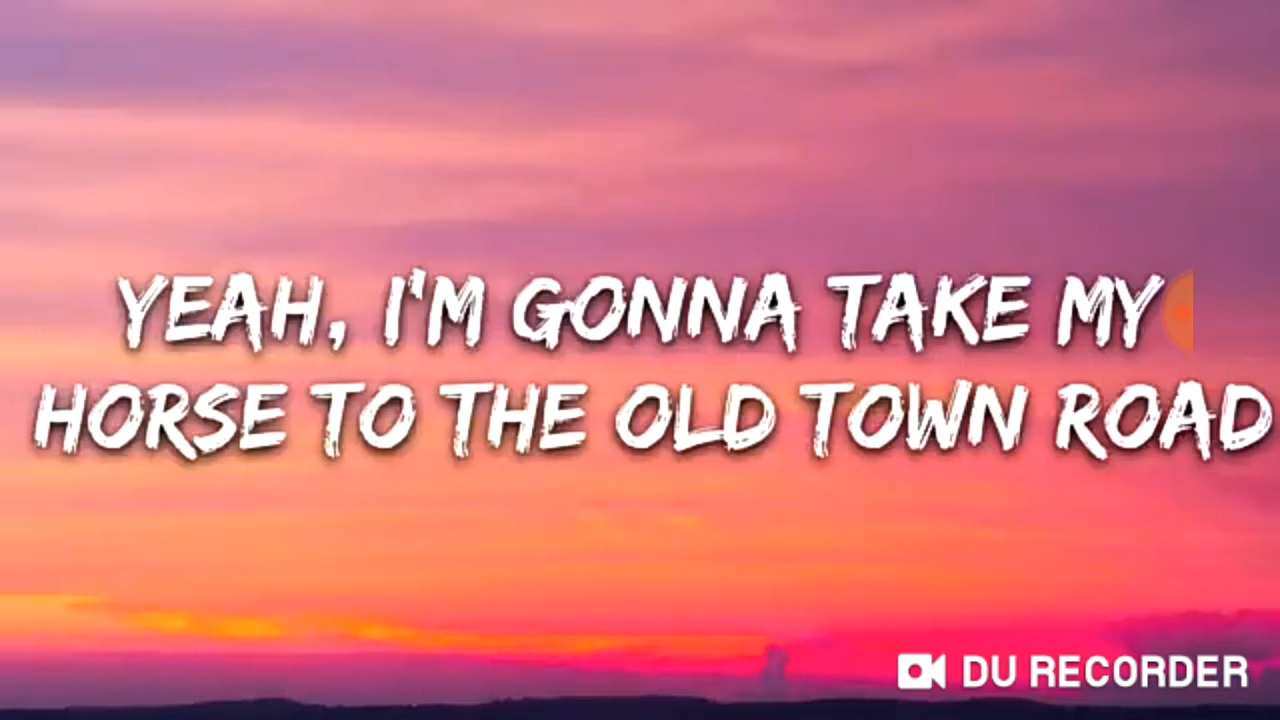 YEAH, I'M GONNA TAKE MY
HORSE TO THE OLD TOWN ROAD
DU RECORDER